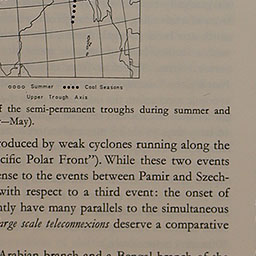 Summer Cool Seasons
Upper Trough Axis
f the semi-permanent troughs during summer and
—May).
roduced by weak cyclones running along the
cific Polar Front"). While these two events
ense to the events between Pamir and Szech-
with respect to a third event: the onset of
ntly have many parallels to the simultaneous
arge scale teleconnexions deserve a comparative
Arabian branch and a Bengal branch of the